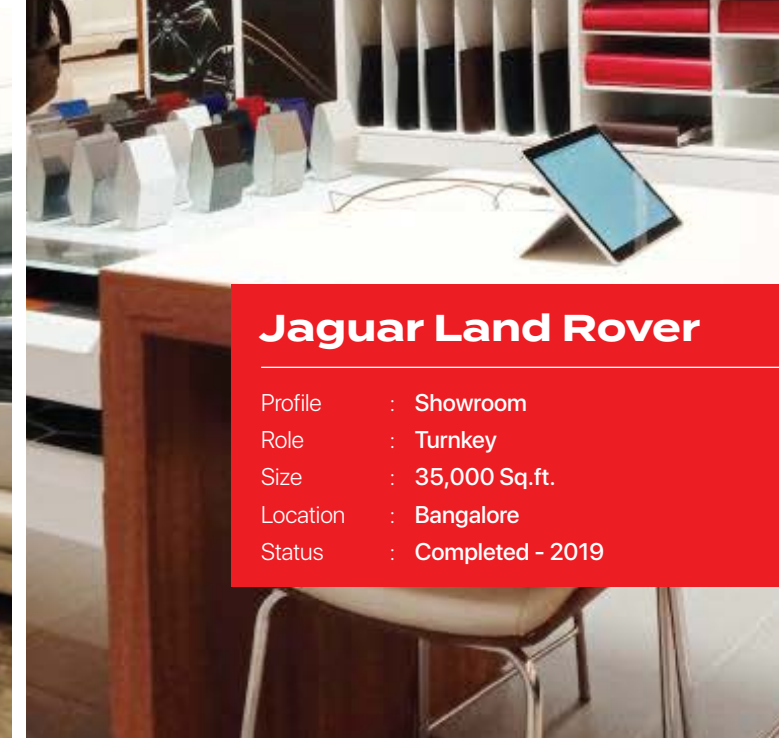 Jaguar Land Rover
Profile : Showroom
Role : Turnkey
Size : 35,000 Sq.ft.
Location : Bangalore
Status : Completed - 2019